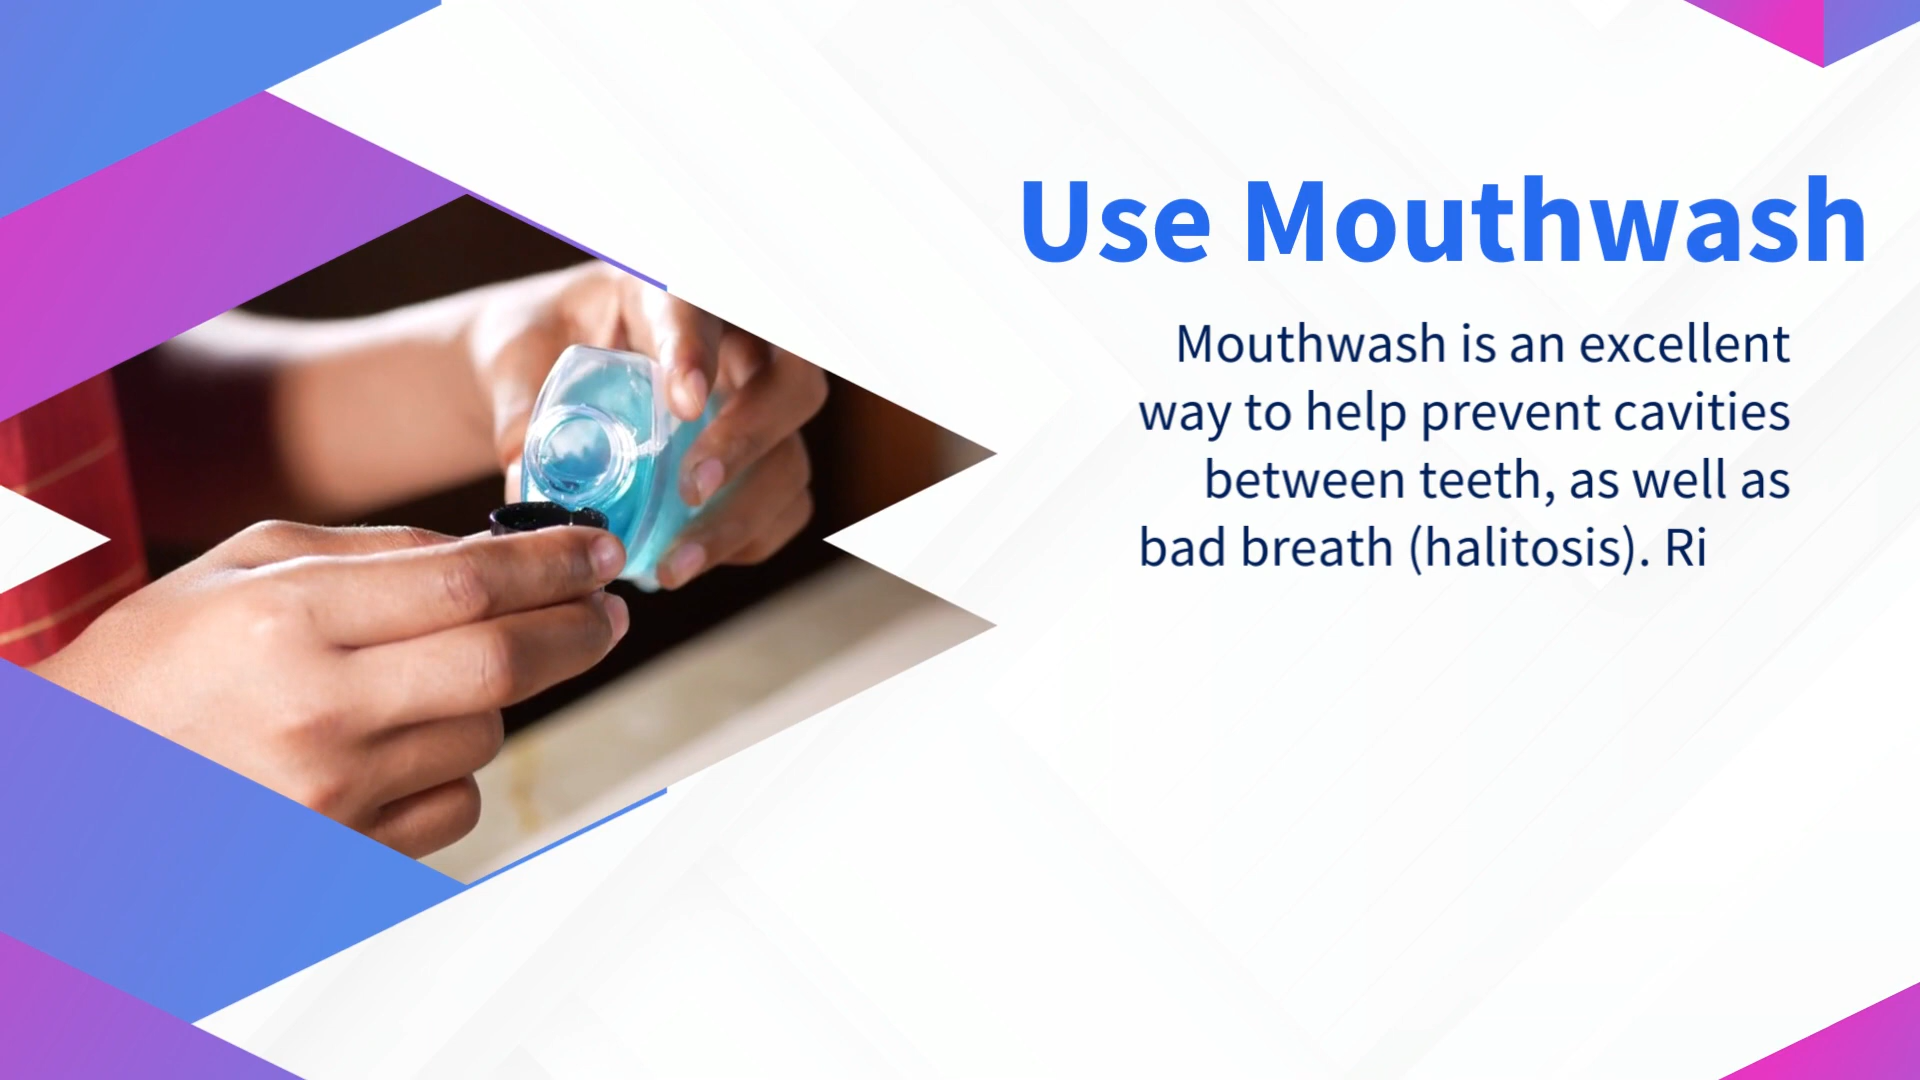 Use Mouthwash
Mouthwash is an excellent
way to help prevent cavities
between teeth, as well as
bad breath (halitosis). Ri